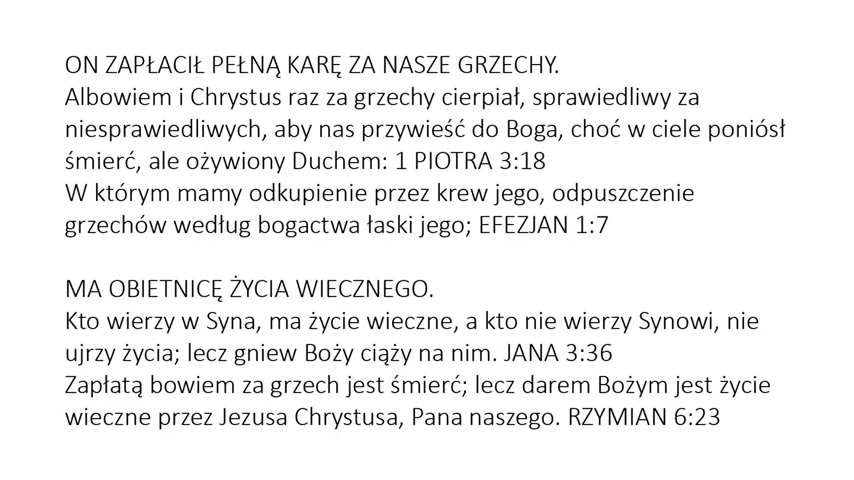 ON ZAPŁACIŁ PEŁNĄ KARĘ ZA NASZE GRZECHY.
Albowiem i Chrystus raz za grzechy cierpiał, sprawiedliwy za
niesprawiedliwych, aby nas przywieść do Boga, choć w ciele poniósł
śmierć, ale ożywiony Duchem: 1 PIOTRA 3:18
W którym mamy odkupienie przez krew jego, odpuszczenie
grzechów według bogactwa łaski jego; EFEZJAN 1:7
MA OBIETNICĘ ŻYCIA WIECZNEGO.
Kto wierzy w Syna, ma życie wieczne, a kto nie wierzy Synowi, nie
ujrzy życia; lecz gniew Boży ciąży na nim. JANA 3:36
Zapłatą bowiem za grzech jest śmierć; lecz darem Bożym jest życie
wieczne przez Jezusa Chrystusa, Pana naszego. RZYMIAN 6:23